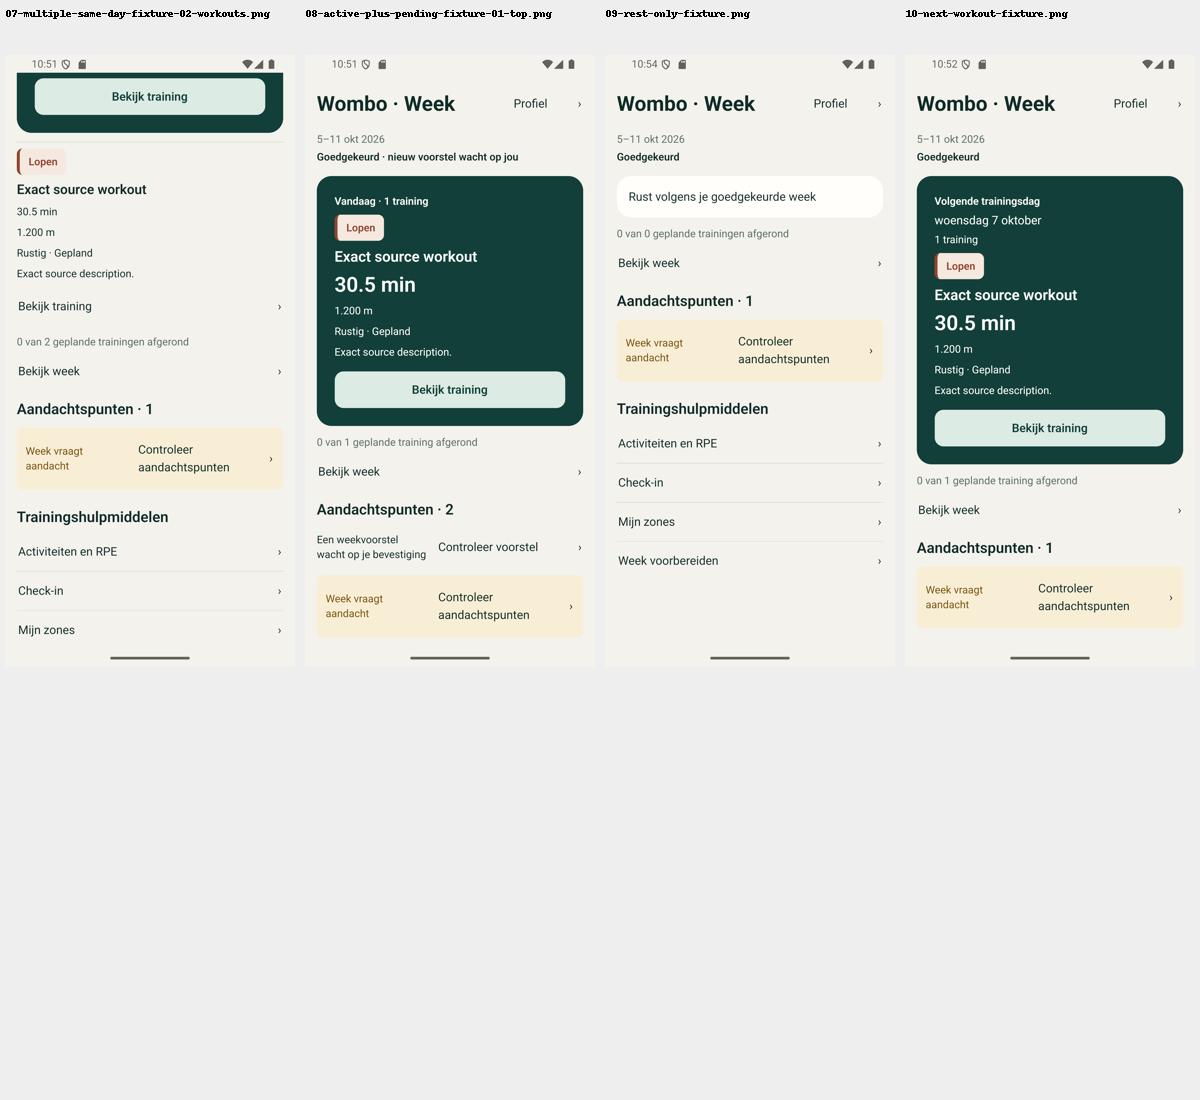 07-multiple-same-day-fixture-02-workouts.png
10:51
Bekijk training
Lopen
Exact source workout
30.5 min
1.200 m
Rustig · Gepland
Exact source description.
Bekijk training ›
0 van 2 geplande trainingen afgerond
Bekijk week ›
Aandachtspunten · 1
Week vraagt
aandacht
Controleer
aandachtspunten ›
Trainingshulpmiddelen
Activiteiten en RPE ›
Check-in ›
Mijn zones ›
08-active-plus-pending-fixture-01-top.png
10:51
Wombo · Week
Profiel ›
5–11 okt 2026
Goedgekeurd · nieuw voorstel wacht op jou
Vandaag · 1 training
Lopen
Exact source workout
30.5 min
1.200 m
Rustig · Gepland
Exact source description.
Bekijk training
0 van 1 geplande training afgerond
Bekijk week ›
Aandachtspunten · 2
Een weekvoorstel
wacht op je bevestiging
Controleer voorstel ›
Week vraagt
aandacht
Controleer
aandachtspunten ›
09-rest-only-fixture.png
10:54
Wombo · Week
Profiel ›
5–11 okt 2026
Goedgekeurd
Rust volgens je goedgekeurde week
0 van 0 geplande trainingen afgerond
Bekijk week ›
Aandachtspunten · 1
Week vraagt
aandacht
Controleer
aandachtspunten ›
Trainingshulpmiddelen
Activiteiten en RPE ›
Check-in ›
Mijn zones ›
Week voorbereiden ›
10-next-workout-fixture.png
10:52
Wombo · Week
Profiel ›
5–11 okt 2026
Goedgekeurd
Volgende trainingsdag
woensdag 7 oktober
1 training
Lopen
Exact source workout
30.5 min
1.200 m
Rustig · Gepland
Exact source description.
Bekijk training
0 van 1 geplande training afgerond
Bekijk week ›
Aandachtspunten · 1
Week vraagt
aandacht
Controleer
aandachtspunten ›